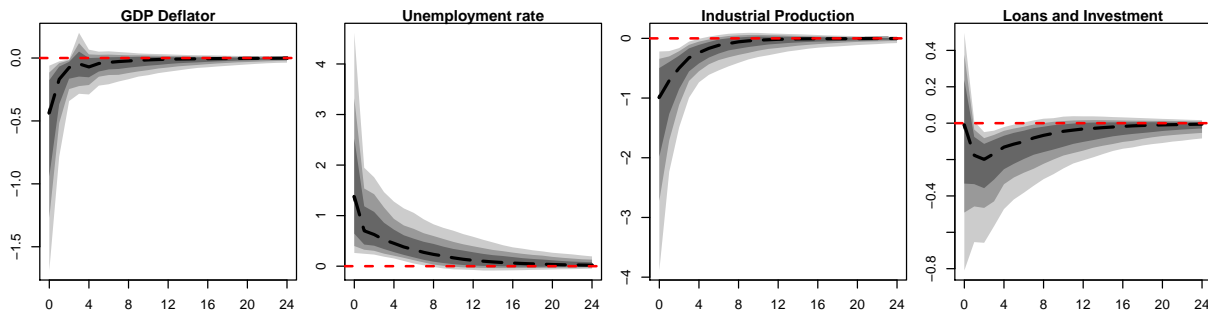 GDP Deflator
0.0
−0.5
−1.0
−1.5
0 4 8 12 16 20 24
Unemployment rate
4
3
2
1
0
0 4 8 12 16 20 24
Industrial Production
0
−1
−2
−3
−4
0 4 8 12 16 20 24
Loans and Investment
0.4
0.0
−0.4
−0.8
0 4 8 12 16 20 24